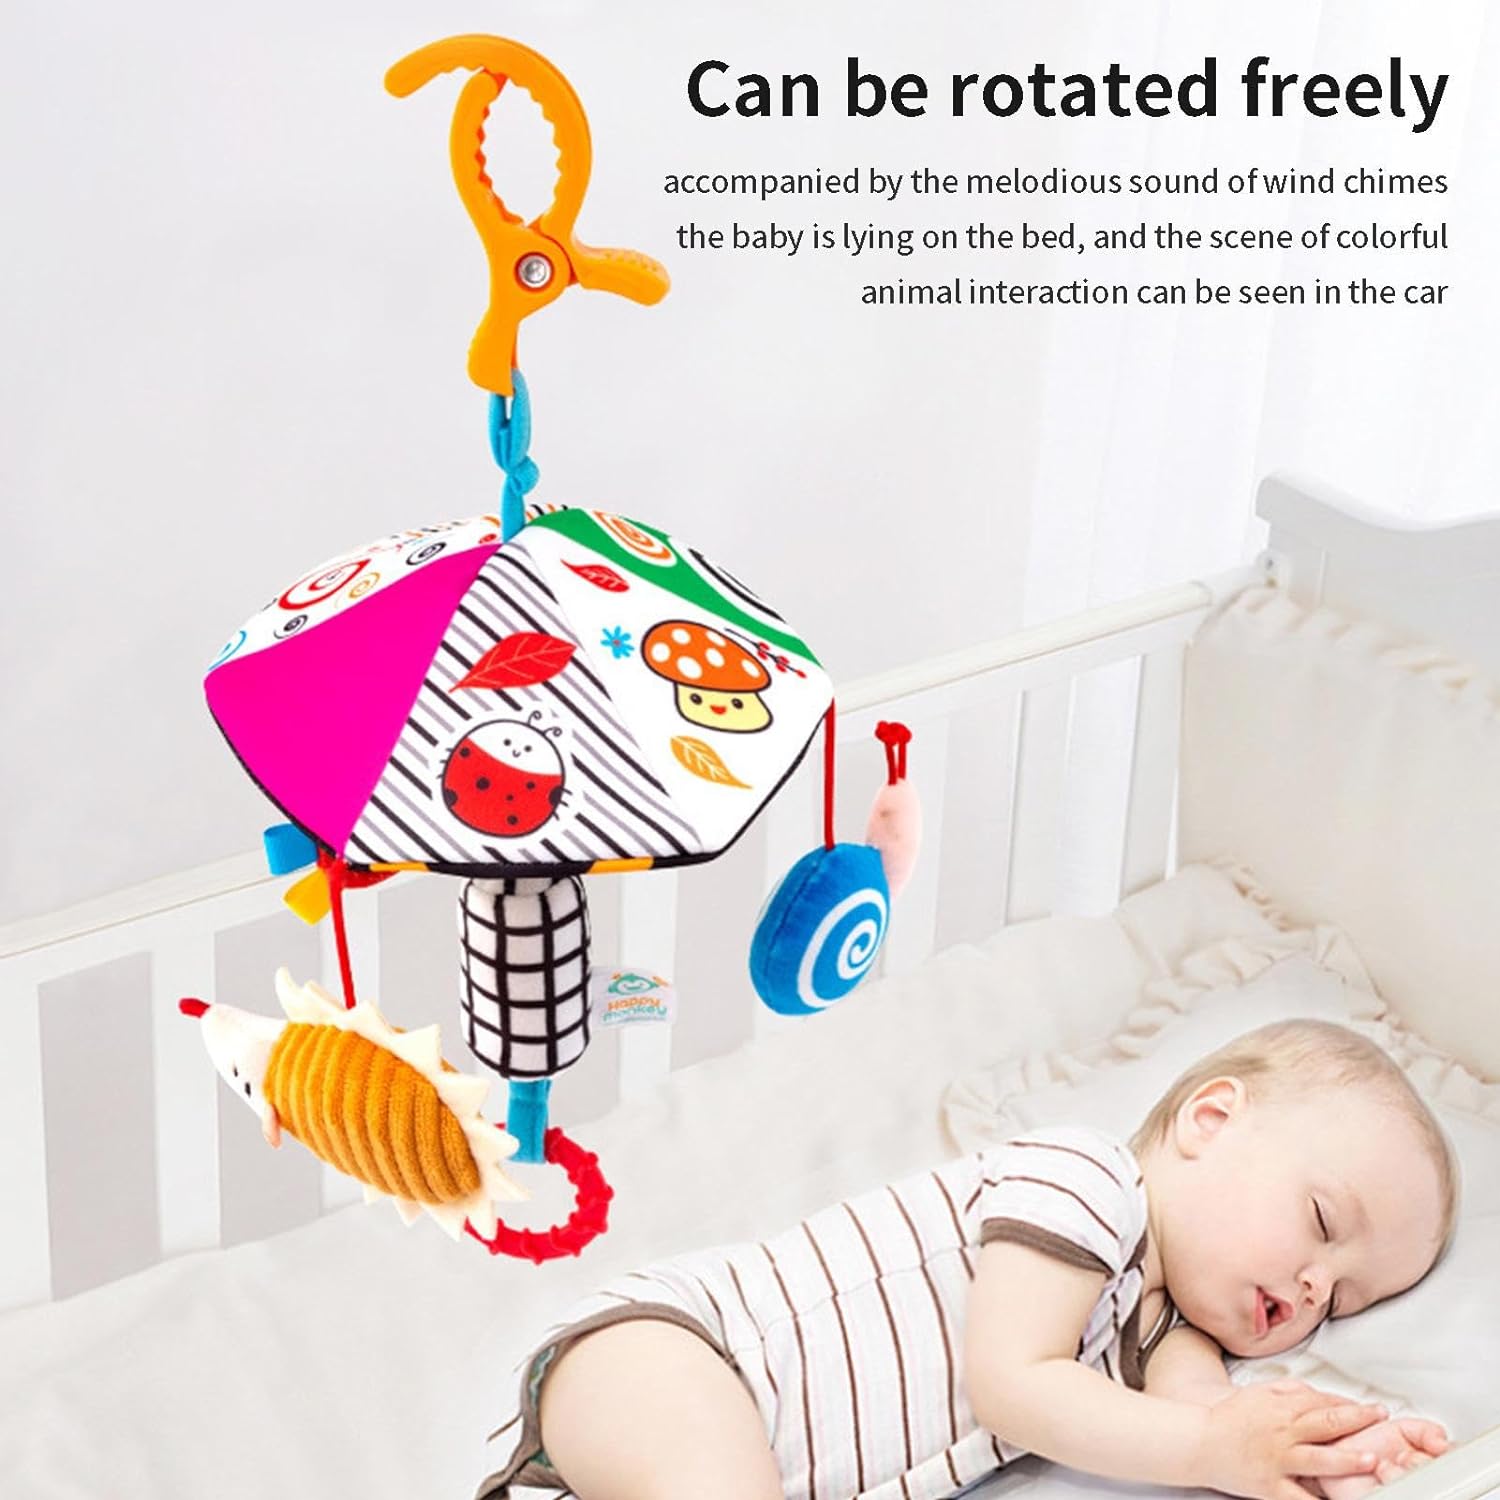 Can be rotated freely
accompanied by the melodious sound of wind chimes
the baby is lying on the bed, and the scene of colorful
animal interaction can be seen in the car
Happy
monkey